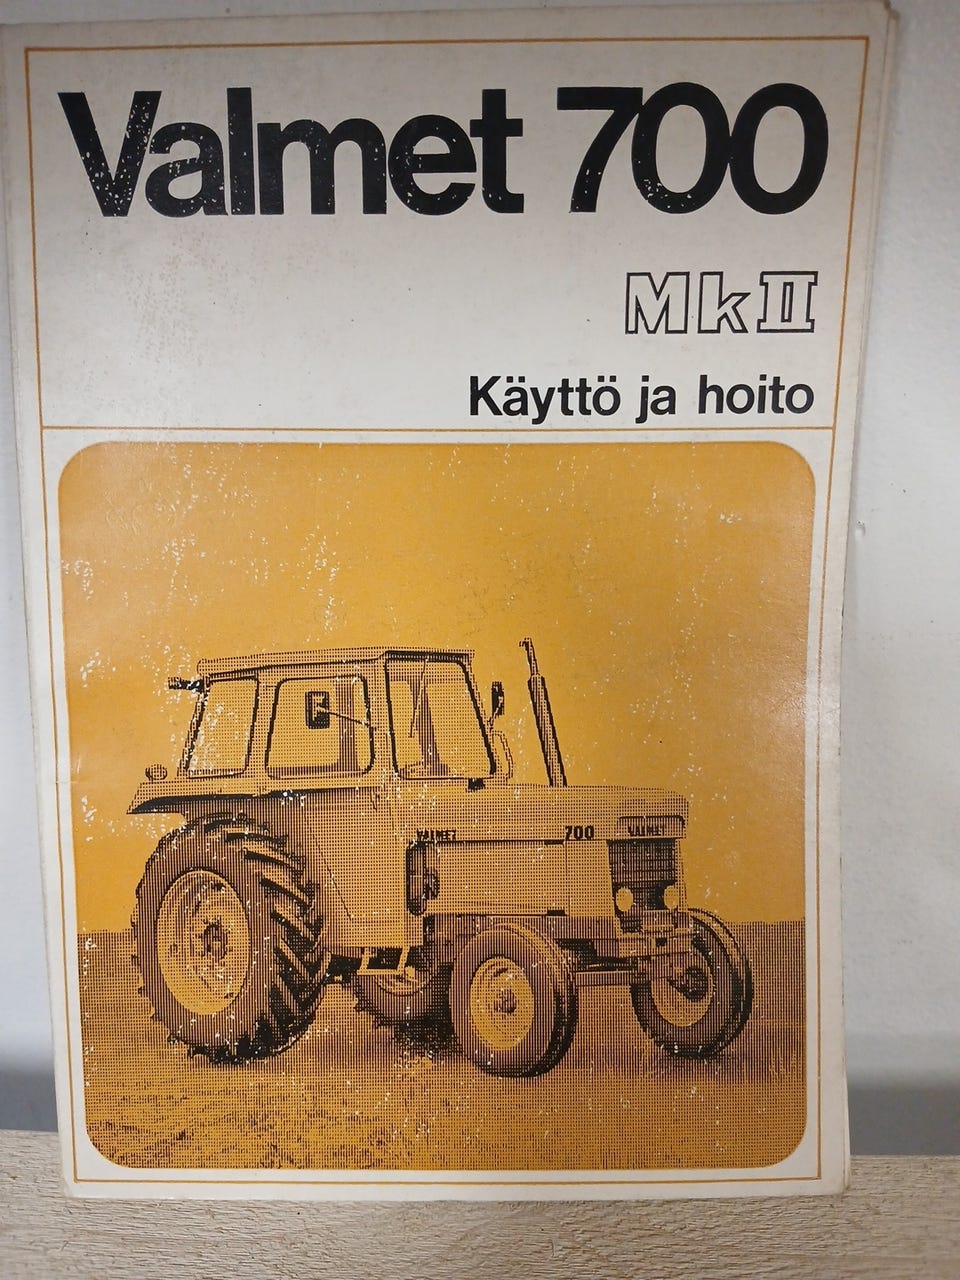 Valmet 700
Mk II
Käyttö ja hoito
VALMET 700 VALMET